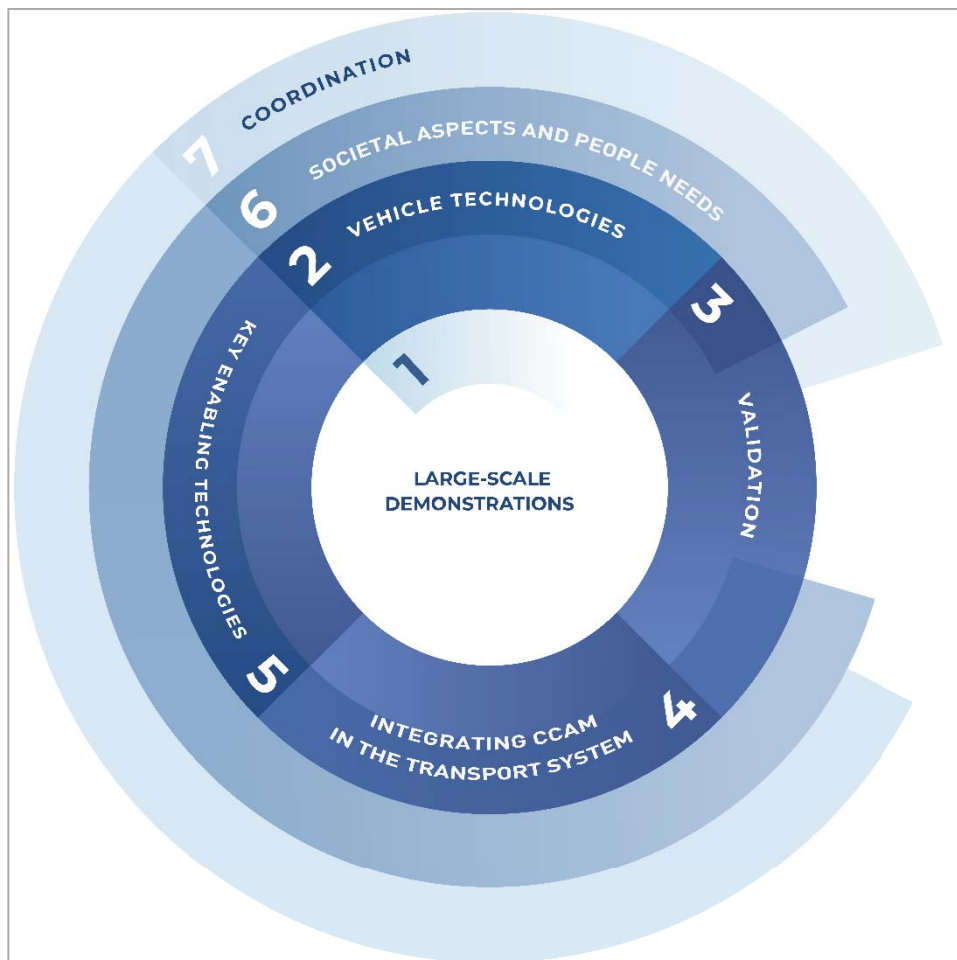 7 COORDINATION
6 SOCIETAL ASPECTS AND PEOPLE NEEDS
2 VEHICLE TECHNOLOGIES
3 VALIDATION
1
LARGE-SCALE
DEMONSTRATIONS
KEY ENABLING TECHNOLOGIES
5
INTEGRATING CCAM
IN THE TRANSPORT SYSTEM
4